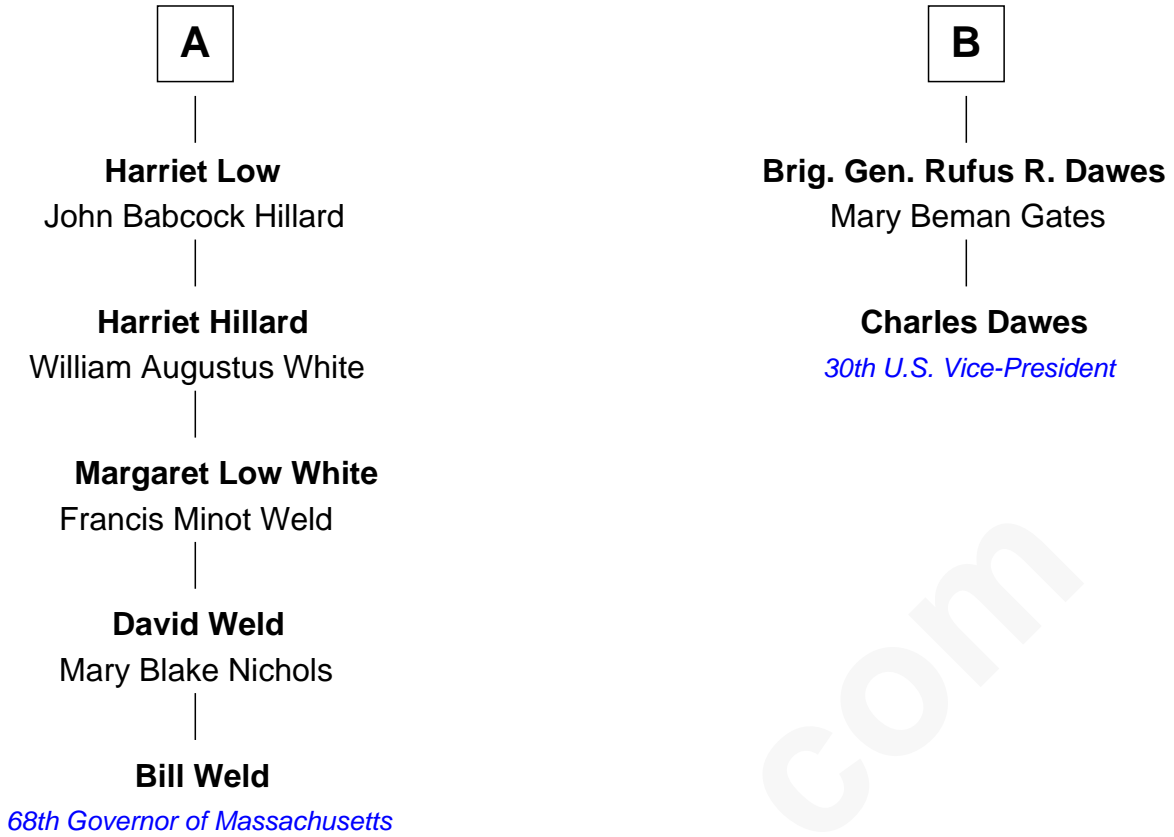 A
Harriet Low
John Babcock Hillard
Harriet Hillard
William Augustus White
Margaret Low White
Francis Minot Weld
David Weld
Mary Blake Nichols
Bill Weld
68th Governor of Massachusetts
B
Brig. Gen. Rufus R. Dawes
Mary Beman Gates
Charles Dawes
30th U.S. Vice-President
com